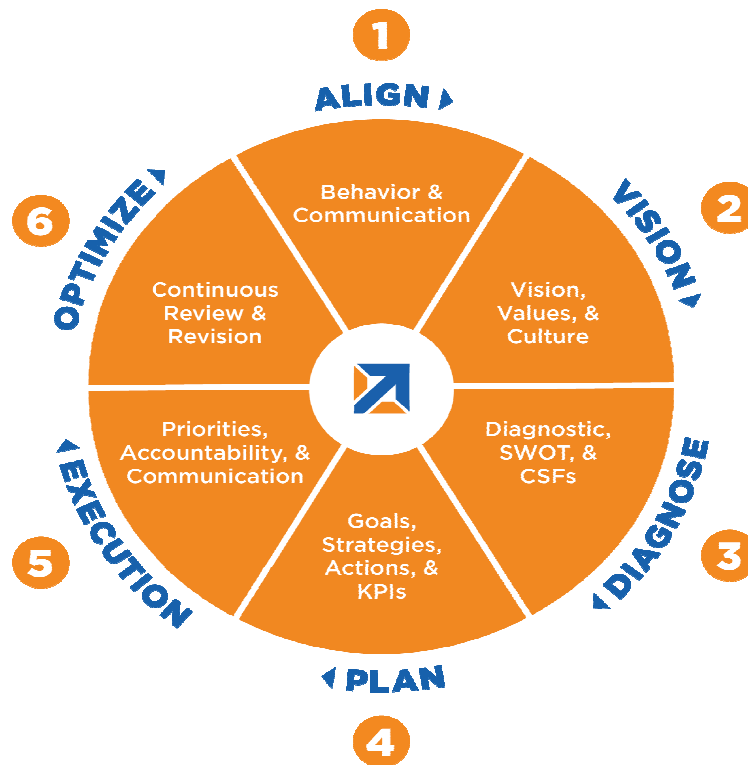 1
ALIGN
Behavior &
Communication
2
VISION
Vision,
Values, &
Culture
3
DIAGNOSE
Diagnostic,
SWOT, &
CSFs
4
PLAN
Goals,
Strategies,
Actions, &
KPIs
5
EXECUTION
Priorities,
Accountability, &
Communication
6
OPTIMIZE
Continuous
Review &
Revision